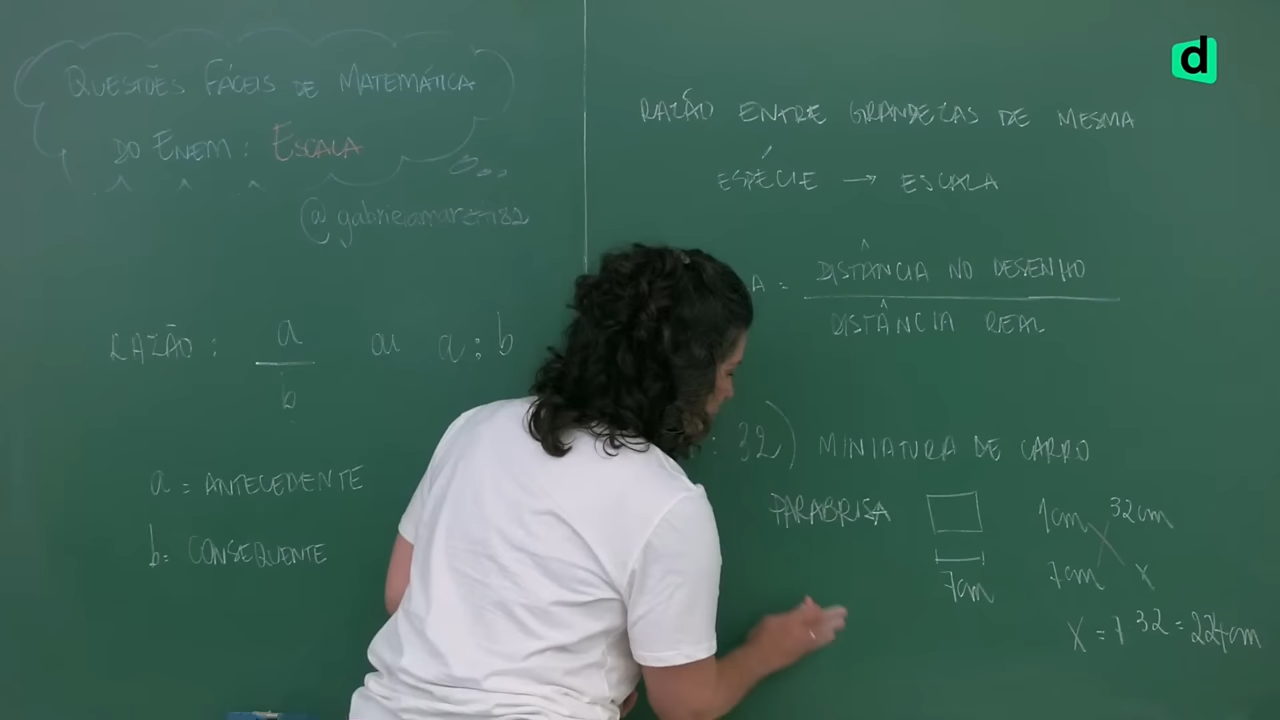 QUESTÕES FÁCEIS DE MATEMÁTICA
DO ENEM: ESCALA
RAZÃO: a/b ou a:b
a = ANTECEDENTE
b = CONSEQUENTE
d
RAZÃO ENTRE GRANDEZAS DE MESMA
ESPÉCIE → ESCALA
A = DISTÂNCIA NO DESENHO
DISTÂNCIA REAL
: 32) MINIATURA DE CARRO
PARABRISA 1cm 32cm
7cm 7cm X
X = 7 32 = 224cm